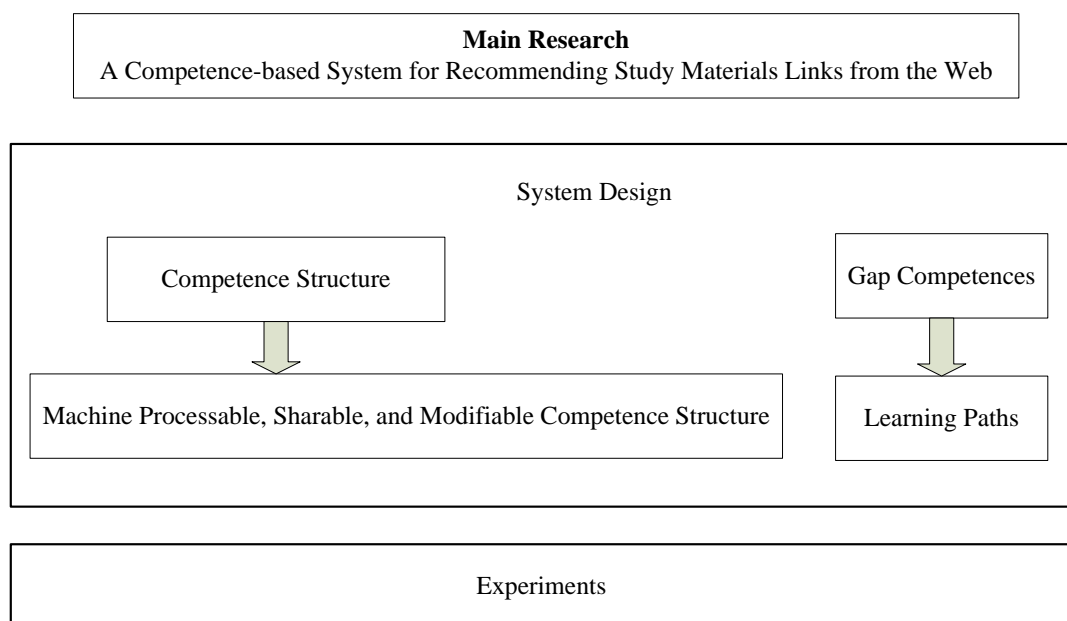 Main Research
A Competence-based System for Recommending Study Materials Links from the Web
System Design
Competence Structure
Gap Competences
Machine Processable, Sharable, and Modifiable Competence Structure
Learning Paths
Experiments